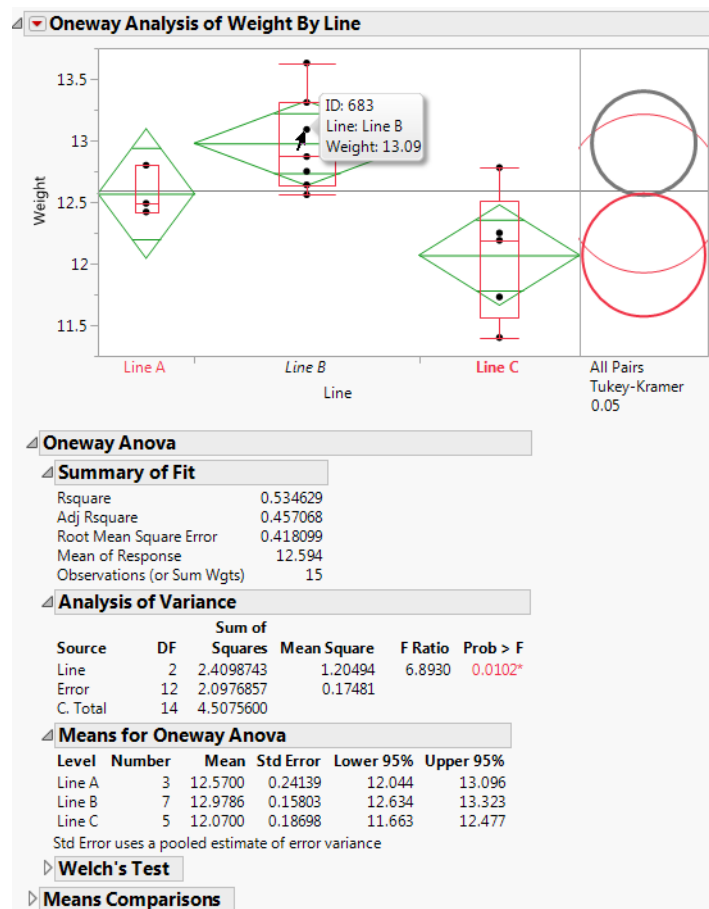 Oneway Analysis of Weight By Line
13.5
13
12.5
12
11.5
Weight
ID: 683
Line: Line B
Weight: 13.09
Line A Line B Line C
Line
All Pairs
Tukey-Kramer
0.05
Oneway Anova
Summary of Fit
Rsquare 0.534629
Adj Rsquare 0.457068
Root Mean Square Error 0.418099
Mean of Response 12.594
Observations (or Sum Wgts) 15
Analysis of Variance
Sum of
Source DF Squares Mean Square F Ratio Prob > F
Line 2 2.4098743 1.20494 6.8930 0.0102*
Error 12 2.0976857 0.17481
C. Total 14 4.5075600
Means for Oneway Anova
Level Number Mean Std Error Lower 95% Upper 95%
Line A 3 12.5700 0.24139 12.044 13.096
Line B 7 12.9786 0.15803 12.634 13.323
Line C 5 12.0700 0.18698 11.663 12.477
Std Error uses a pooled estimate of error variance
Welch's Test
Means Comparisons